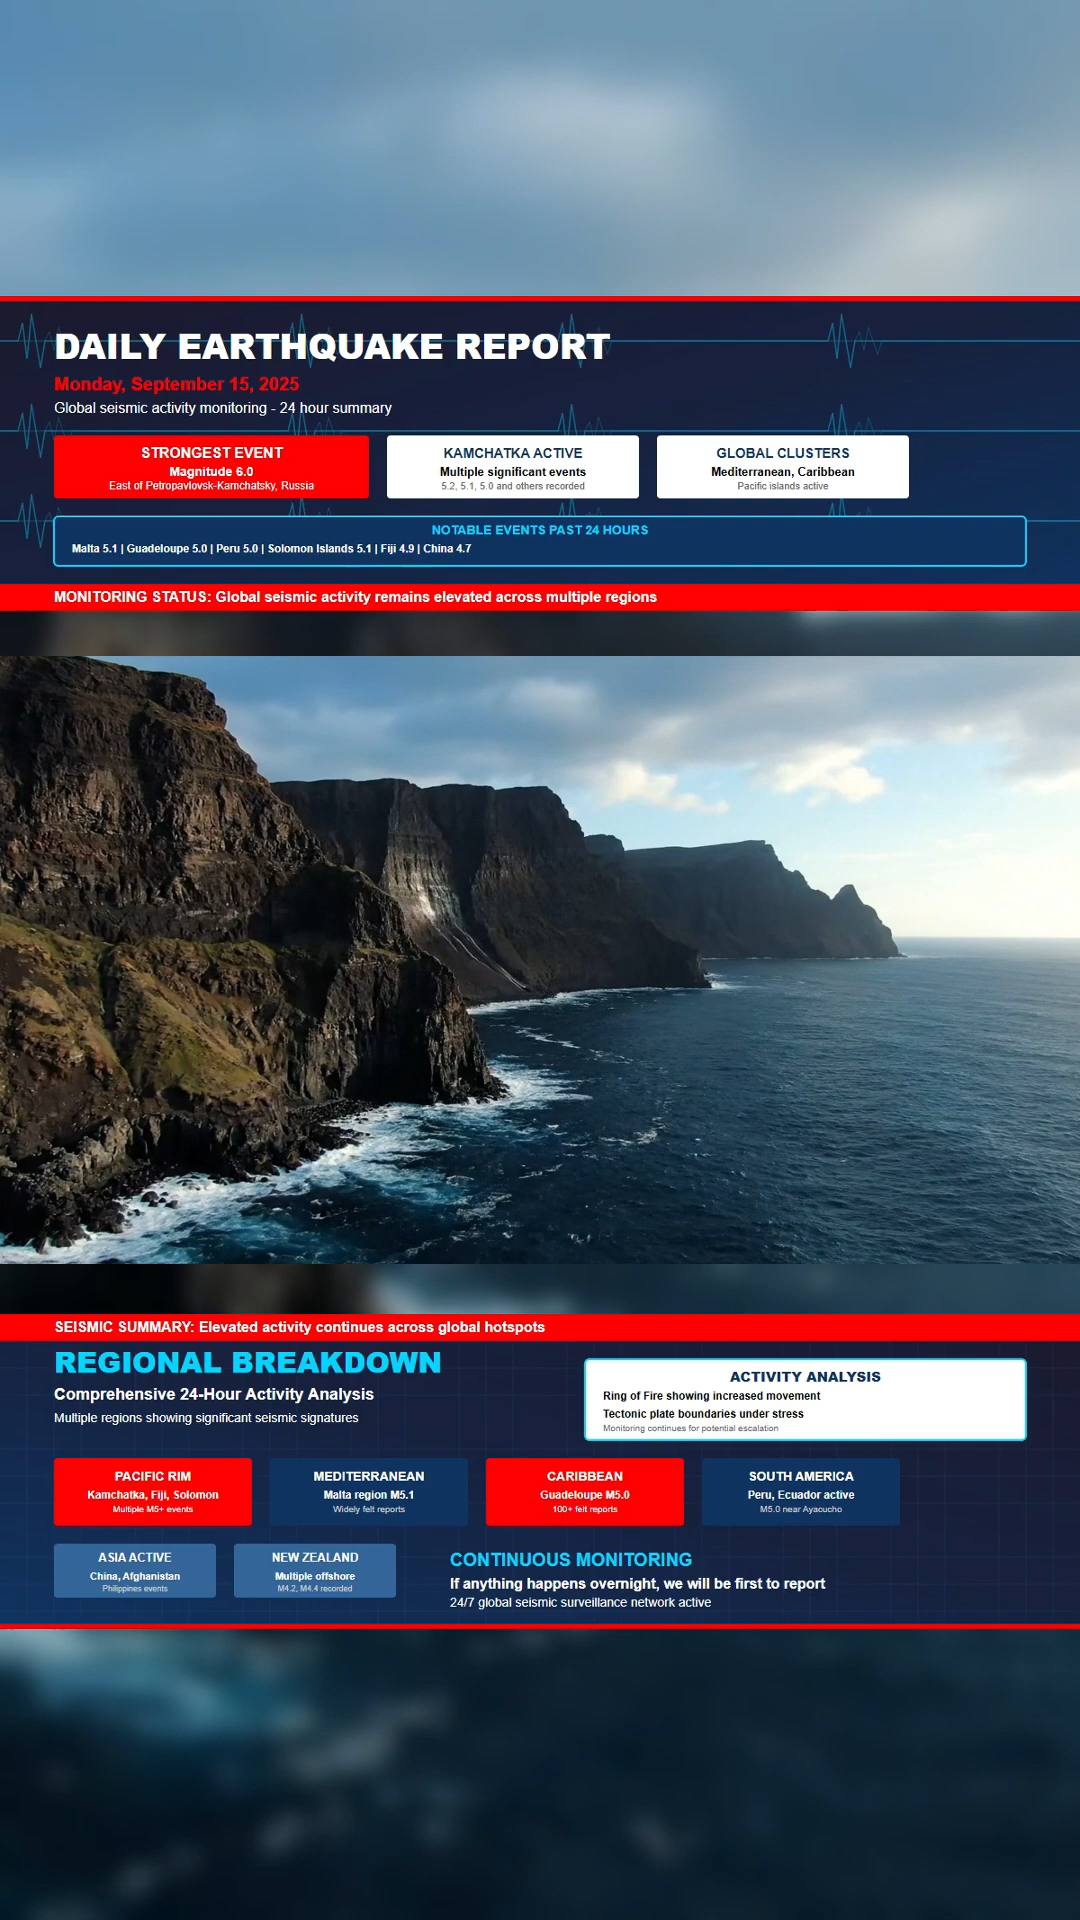 DAILY EARTHQUAKE REPORT
Monday, September 15, 2025
Global seismic activity monitoring - 24 hour summary
STRONGEST EVENT
Magnitude 6.0
East of Petropavlovsk-Kamchatsky, Russia
KAMCHATKA ACTIVE
Multiple significant events
5.2, 5.1, 5.0 and others recorded
GLOBAL CLUSTERS
Mediterranean, Caribbean
Pacific islands active
NOTABLE EVENTS PAST 24 HOURS
Malta 5.1 | Guadeloupe 5.0 | Peru 5.0 | Solomon Islands 5.1 | Fiji 4.9 | China 4.7
MONITORING STATUS: Global seismic activity remains elevated across multiple regions
SEISMIC SUMMARY: Elevated activity continues across global hotspots
REGIONAL BREAKDOWN
Comprehensive 24-Hour Activity Analysis
Multiple regions showing significant seismic signatures
ACTIVITY ANALYSIS
Ring of Fire showing increased movement
Tectonic plate boundaries under stress
Monitoring continues for potential escalation
PACIFIC RIM
Kamchatka, Fiji, Solomon
Multiple M5+ events
MEDITERRANEAN
Malta region M5.1
Widely felt reports
CARIBBEAN
Guadeloupe M5.0
100+ felt reports
SOUTH AMERICA
Peru, Ecuador active
M5.0 near Ayacucho
ASIA ACTIVE
China, Afghanistan
Philippines events
NEW ZEALAND
Multiple offshore
M4.2, M4.4 recorded
CONTINUOUS MONITORING
If anything happens overnight, we will be first to report
24/7 global seismic surveillance network active